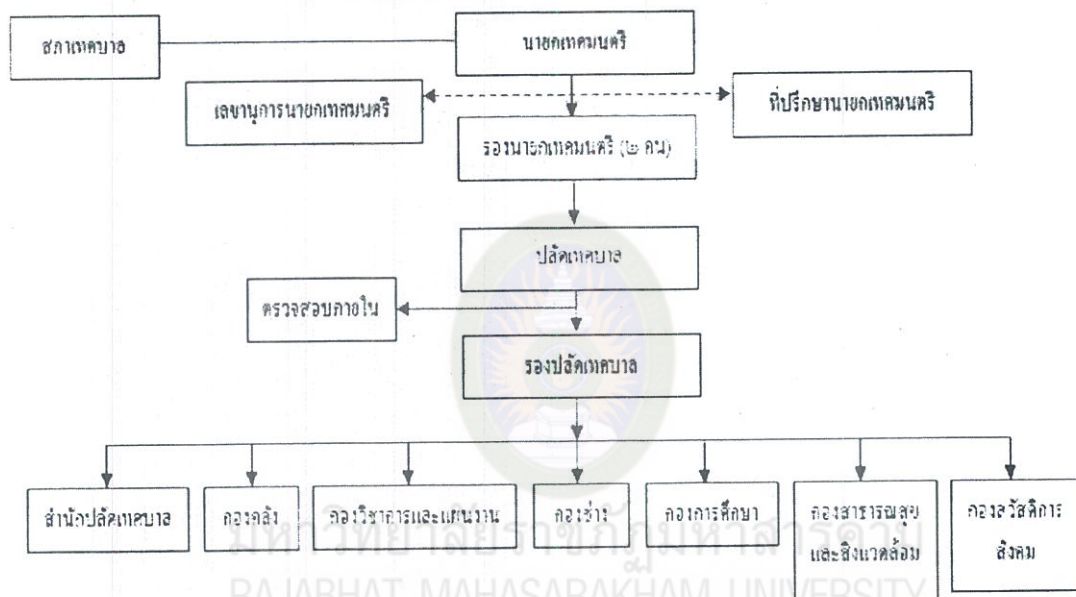 สภาเทศบาล
นายกเทศมนตรี
เลขานุการนายกเทศมนตรี
ที่ปรึกษานายกเทศมนตรี
รองนายกเทศมนตรี (๒ คน)
ปลัดเทศบาล
ตรวจสอบภายใน
รองปลัดเทศบาล
สำนักปลัดเทศบาล
กองคลัง
กองวิชาการและแผนงาน
กองช่าง
กองการศึกษา
กองสาธารณสุข
และสิ่งแวดล้อม
กองสวัสดิการ
สังคม
มหาวิทยาลัยราชภัฏมหาสารคาม
RAJABHAT MAHASARAKHAM UNIVERSITY